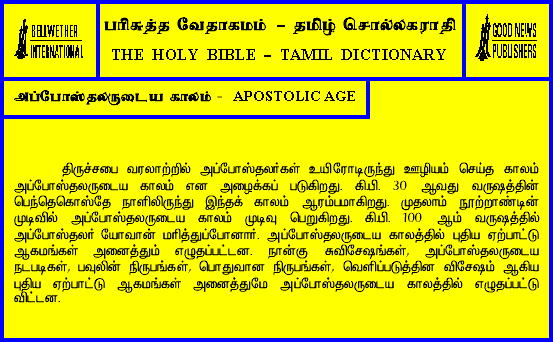 BELLWETHER
INTERNATIONAL
பரிசுத்த வேதாகமம் – தமிழ் சொல்லகராதி
THE HOLY BIBLE – TAMIL DICTIONARY
GOOD NEWS
PUBLISHERS
அப்போஸ்தலருடைய காலம் - APOSTOLIC AGE
திருச்சபை வரலாற்றில் அப்போஸ்தலர்கள் உயிரோடிருந்து ஊழியம் செய்த காலம்
அப்போஸ்தலருடைய காலம் என அழைக்கப் படுகிறது. கி.பி. 30 ஆவது வருஷத்தின்
பெந்தெகொஸ்தே நாளிலிருந்து இந்தக் காலம் ஆரம்பமாகிறது. முதலாம் நூற்றாண்டின்
முடிவில் அப்போஸ்தலருடைய காலம் முடிவு பெறுகிறது. கி.பி. 100 ஆம் வருஷத்தில்
அப்போஸ்தலர் யோவான் மரித்துப்போனார். அப்போஸ்தலருடைய காலத்தில் புதிய ஏற்பாட்டு
ஆகமங்கள் அனைத்தும் எழுதப்பட்டன. நான்கு சுவிசேஷங்கள், அப்போஸ்தலருடைய
நடபடிகள், பவுலின் நிருபங்கள், பொதுவான நிருபங்கள், வெளிப்படுத்தின விசேஷம் ஆகிய
புதிய ஏற்பாட்டு ஆகமங்கள் அனைத்துமே அப்போஸ்தலருடைய காலத்தில் எழுதப்பட்டு
விட்டன.